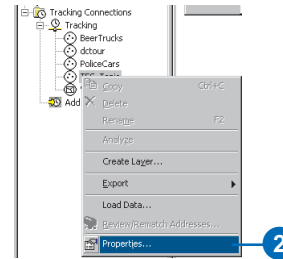 Tracking Connections
Tracking
BeerTrucks
dctour
PoliceCars
Add
Copy Ctrl+C
Delete
Rename F2
Analyze
Create Layer...
Export
Load Data...
Review/Rematch Addresses...
Properties...
2